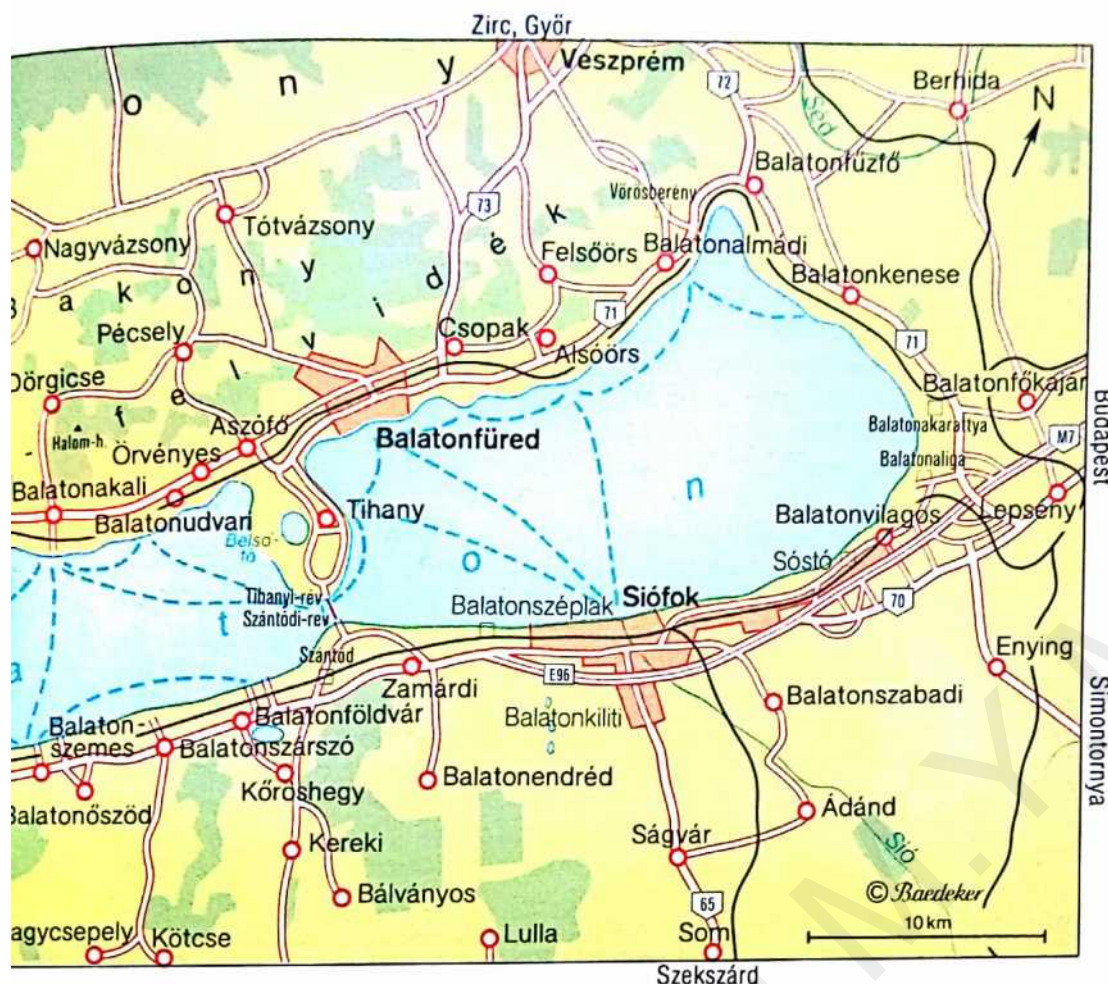 Zirc, Győr
Veszprém
o n y
72
Berhida
N
Séd
Balatonfűzfő
Vörösberény
Tótvázsony
73
Nagyvázsony
Felsőörs
Balatonalmádi
Balatonkenese
a k o n y i d é k
Pécsely
Csopak
71
Alsóörs
71
Dörgicse
Balatonfőkajár
f e l v
Halom-h.
Aszófő
Balatonfüred
Balatonakarattya
M7
Budapest
Örvényes
Balatonaliga
Balatonakali
Tihany
n
Balatonudvari
Balatonvilágos
Lepsény
Belső-
tó
o
Sóstó
Tihanyi-rév
Szántódi-rév
t
Balatonszéplak
Siófok
70
Szántód
Enying
a
Zamárdi
E96
Balatonszabadi
Simontornya
Balaton-
szemes
Balatonföldvár
Balatonkiliti
Balatonszárszó
Kőröshegy
Balatonendréd
Balatonőszöd
Ádánd
Kereki
Ságvár
Sió
Bálványos
© Baedeker
65
10 km
agycsepely
Kötcse
Lulla
Som
Szekszárd